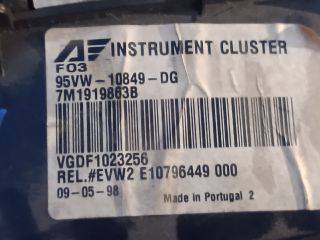 AF INSTRUMENT CLUSTER
F03
95VW-10849-DG
7M1919863B
VGDF1023256
REL.#EVW2 E10796449 000
09-05-98 Made in Portugal 2